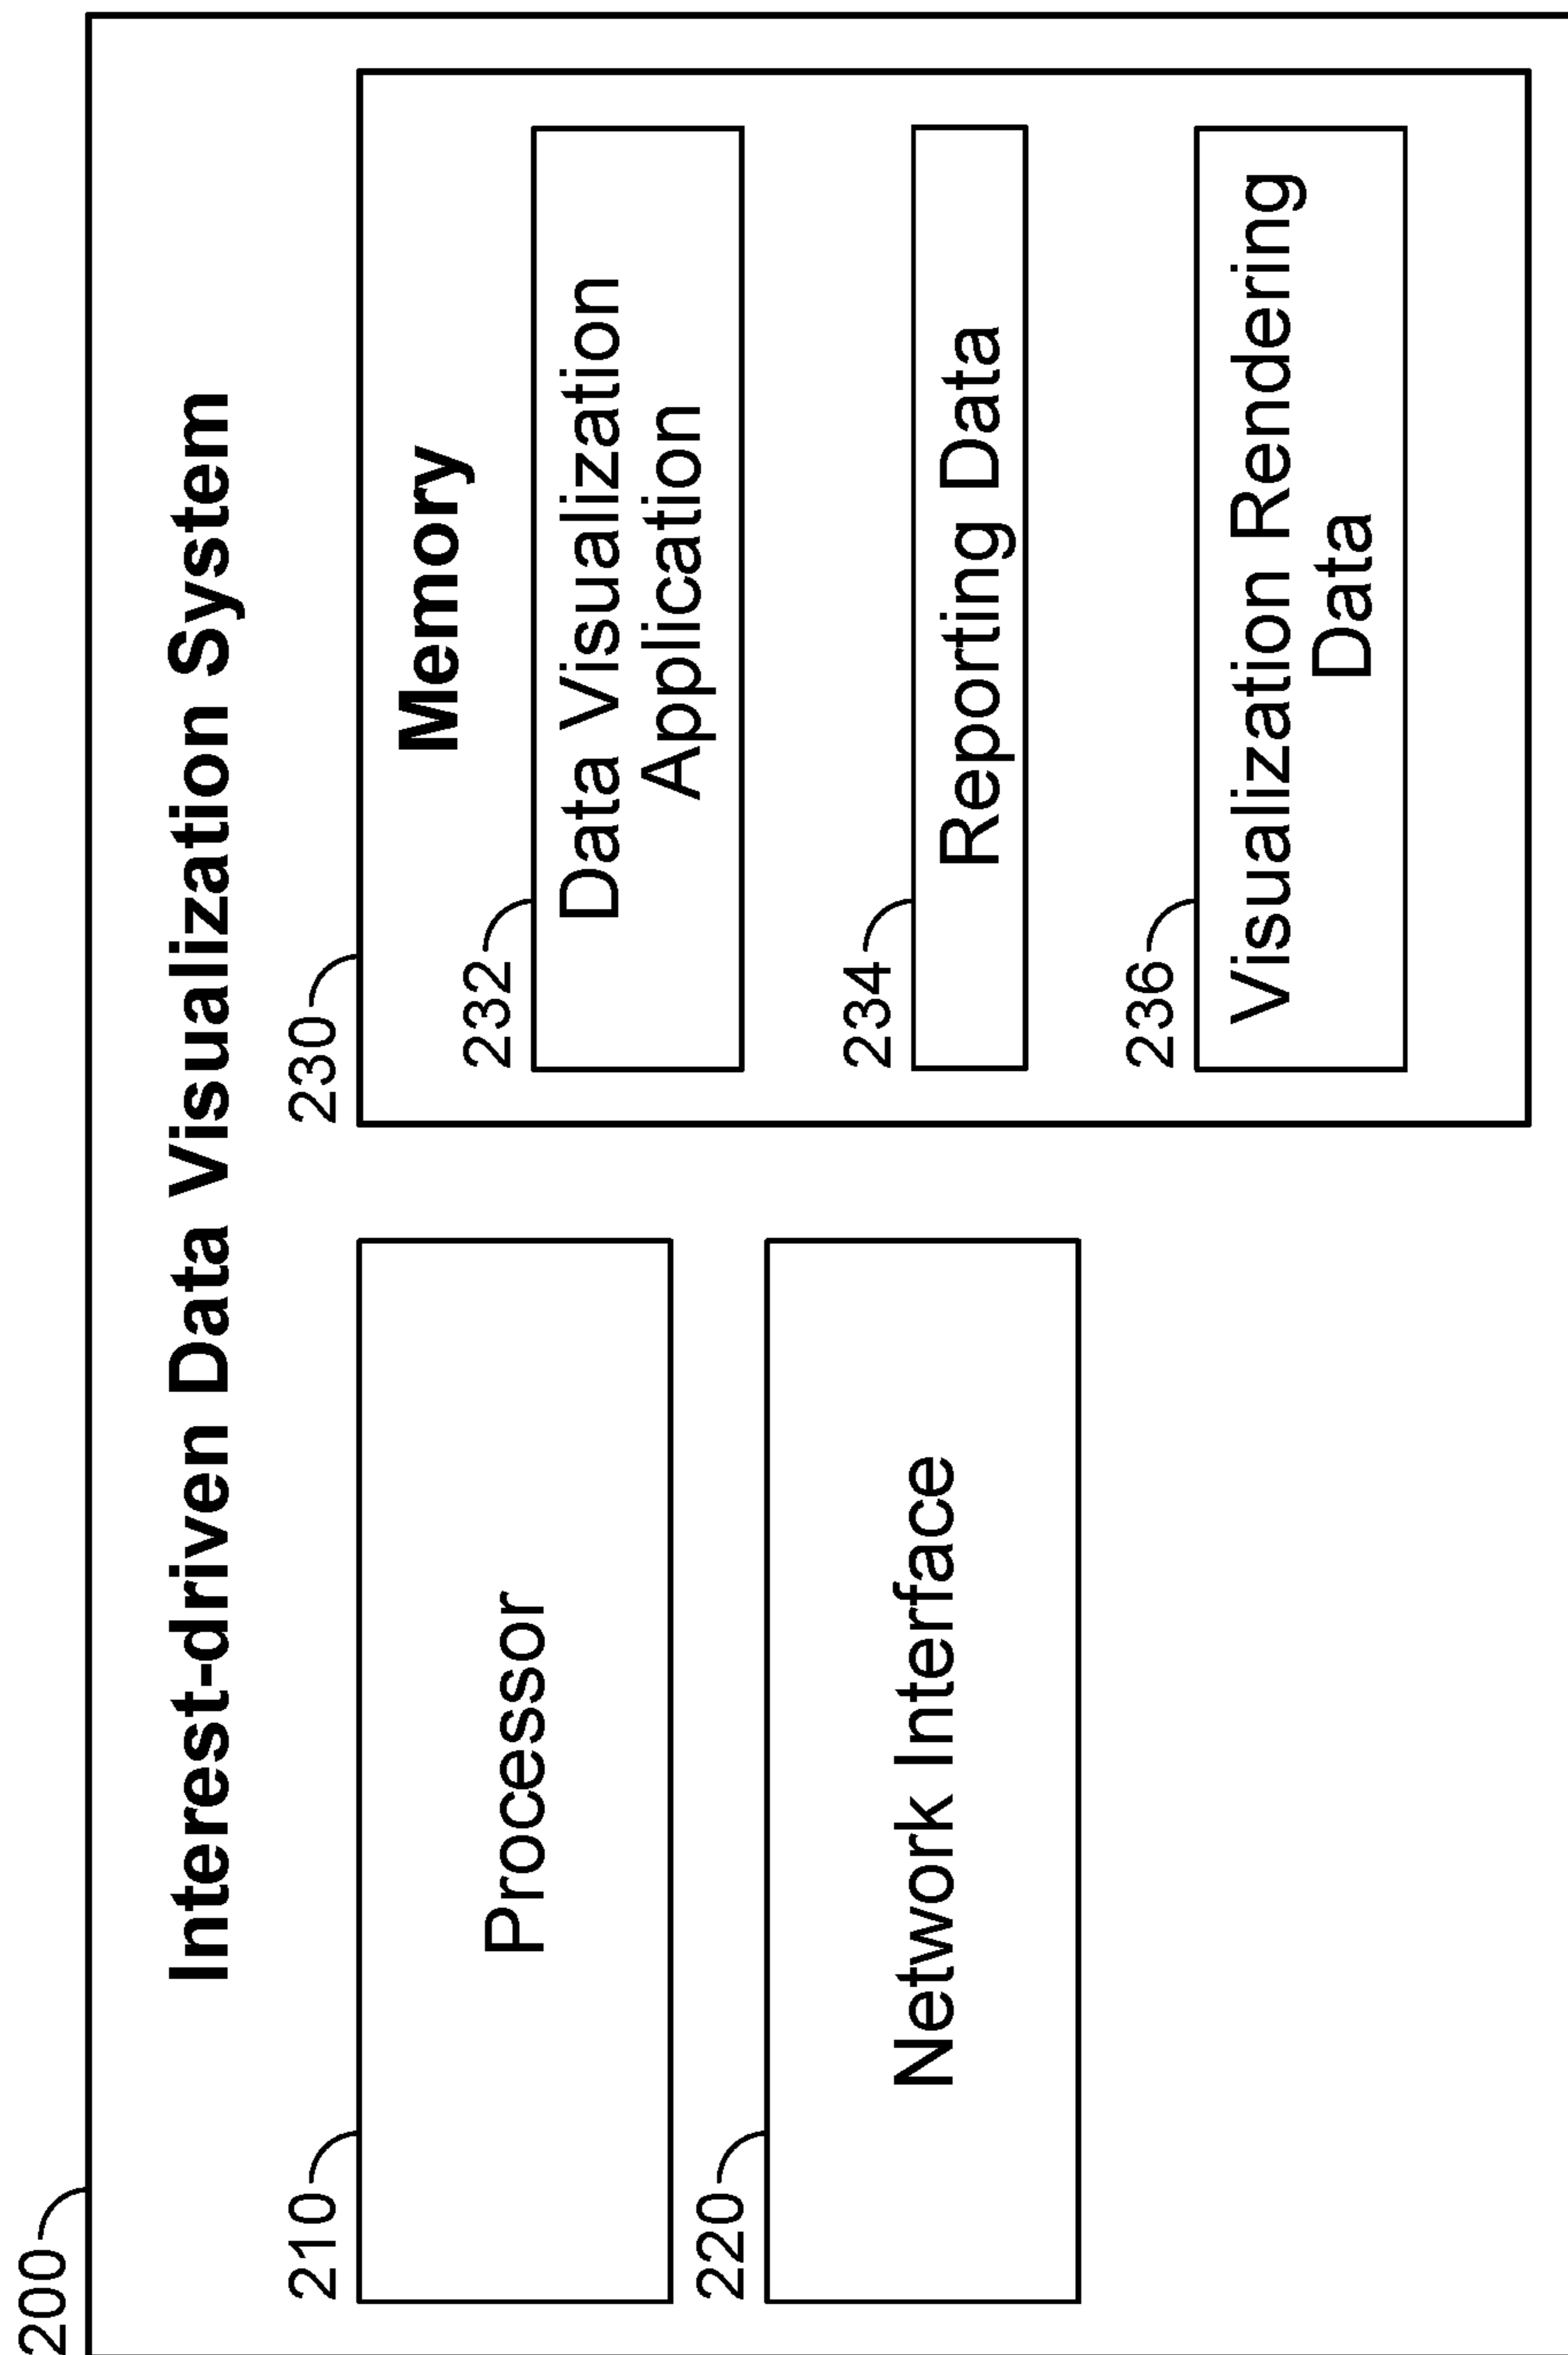 200
Interest-driven Data Visualization System
210
Processor
220
Network Interface
230
Memory
232
Data Visualization
Application
234
Reporting Data
236
Visualization Rendering
Data